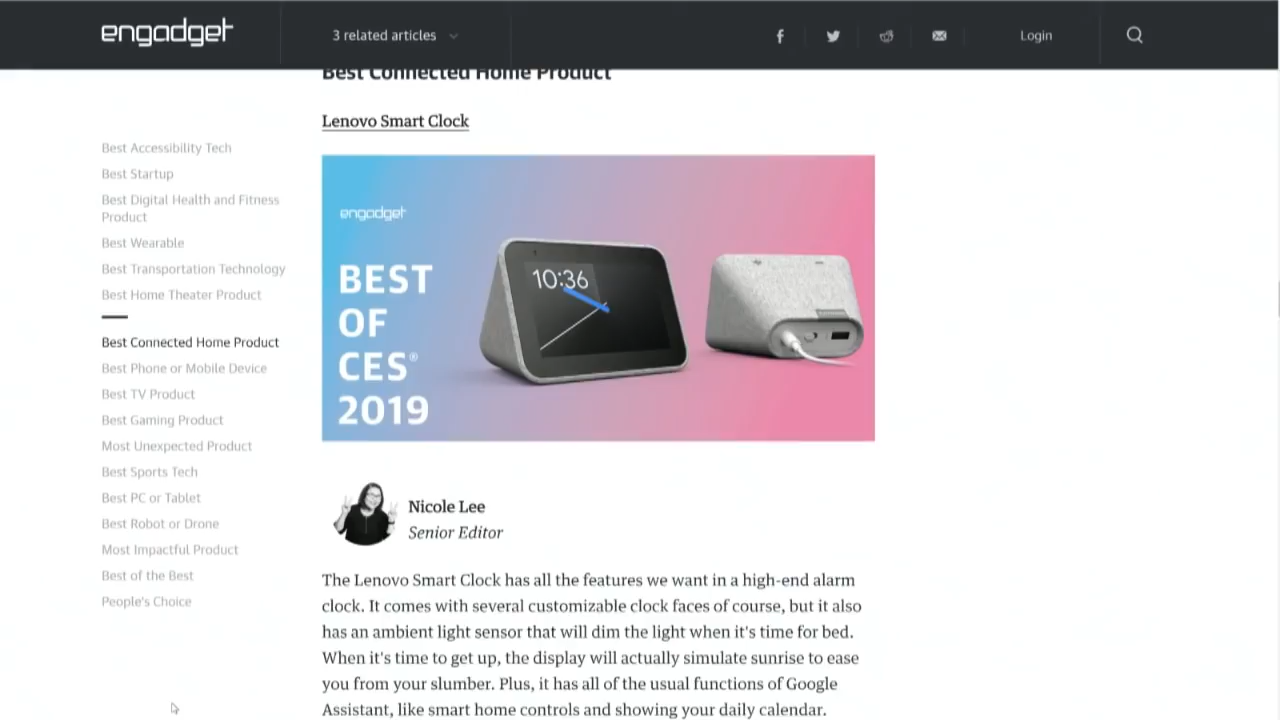 engadget
3 related articles
Login
Best Connected Home Product
Lenovo Smart Clock
Best Accessibility Tech
Best Startup
Best Digital Health and Fitness
Product
Best Wearable
Best Transportation Technology
Best Home Theater Product
Best Connected Home Product
Best Phone or Mobile Device
Best TV Product
Best Gaming Product
Most Unexpected Product
Best Sports Tech
Best PC or Tablet
Best Robot or Drone
Most Impactful Product
Best of the Best
People's Choice
engadget
BEST
OF
CES®
2019
10:36
Nicole Lee
Senior Editor
The Lenovo Smart Clock has all the features we want in a high-end alarm
clock. It comes with several customizable clock faces of course, but it also
has an ambient light sensor that will dim the light when it's time for bed.
When it's time to get up, the display will actually simulate sunrise to ease
you from your slumber. Plus, it has all of the usual functions of Google
Assistant, like smart home controls and showing your daily calendar.